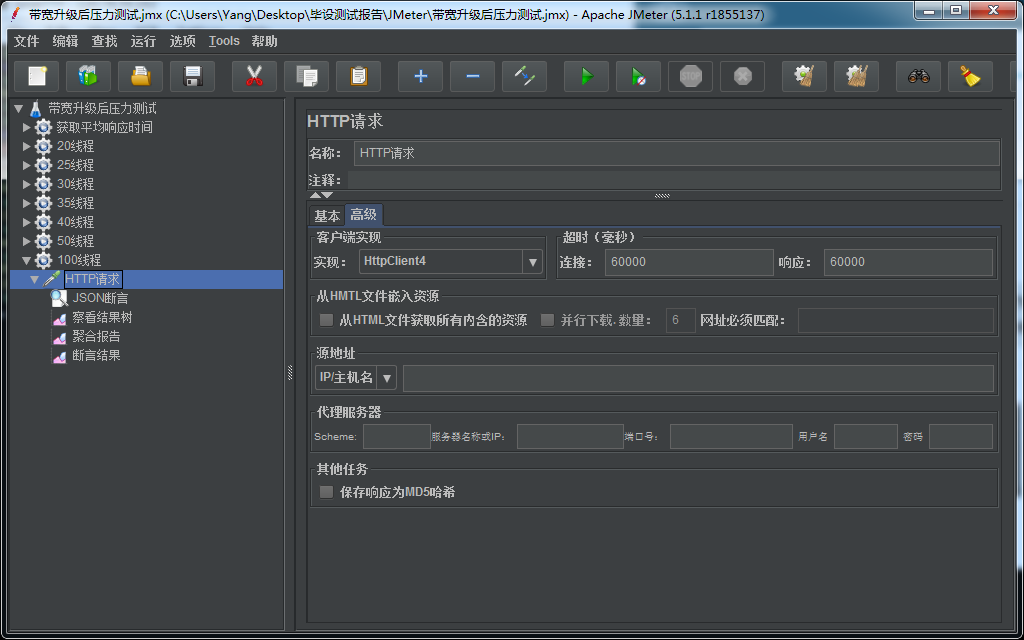 带宽升级后压力测试.jmx (C:\Users\Yang\Desktop\毕设测试报告\JMeter\带宽升级后压力测试.jmx) - Apache JMeter (5.1.1 r1855137)
文件 编辑 查找 运行 选项 Tools 帮助
STOP
带宽升级后压力测试
获取平均响应时间
20线程
25线程
30线程
35线程
40线程
50线程
100线程
HTTP请求
JSON断言
察看结果树
聚合报告
断言结果
HTTP请求
名称： HTTP请求
注释：
基本 高级
客户端实现
实现： HttpClient4
超时（毫秒）
连接： 60000 响应： 60000
从HMTL文件嵌入资源
从HTML文件获取所有内含的资源 并行下载.数量： 6 网址必须匹配：
源地址
IP/主机名
代理服务器
Scheme: 服务器名称或IP： 端口号： 用户名 密码
其他任务
保存响应为MD5哈希